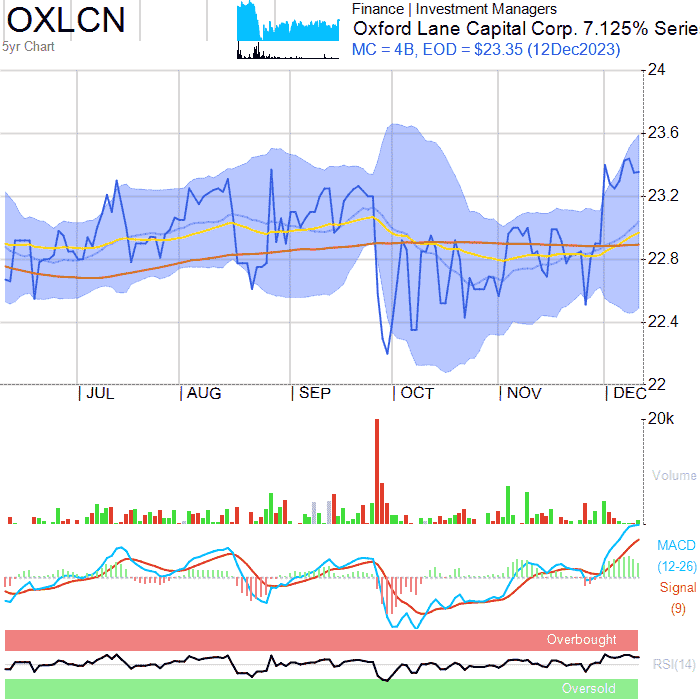 OXLCN
5yr Chart
Finance | Investment Managers
Oxford Lane Capital Corp. 7.125% Serie
MC = 4B, EOD = $23.35 (12Dec2023)
24
23.6
23.2
22.8
22.4
22
| JUL | AUG | SEP | OCT | NOV | DEC
20k
Volume
MACD
(12-26)
Signal
(9)
Overbought
RSI(14)
Oversold